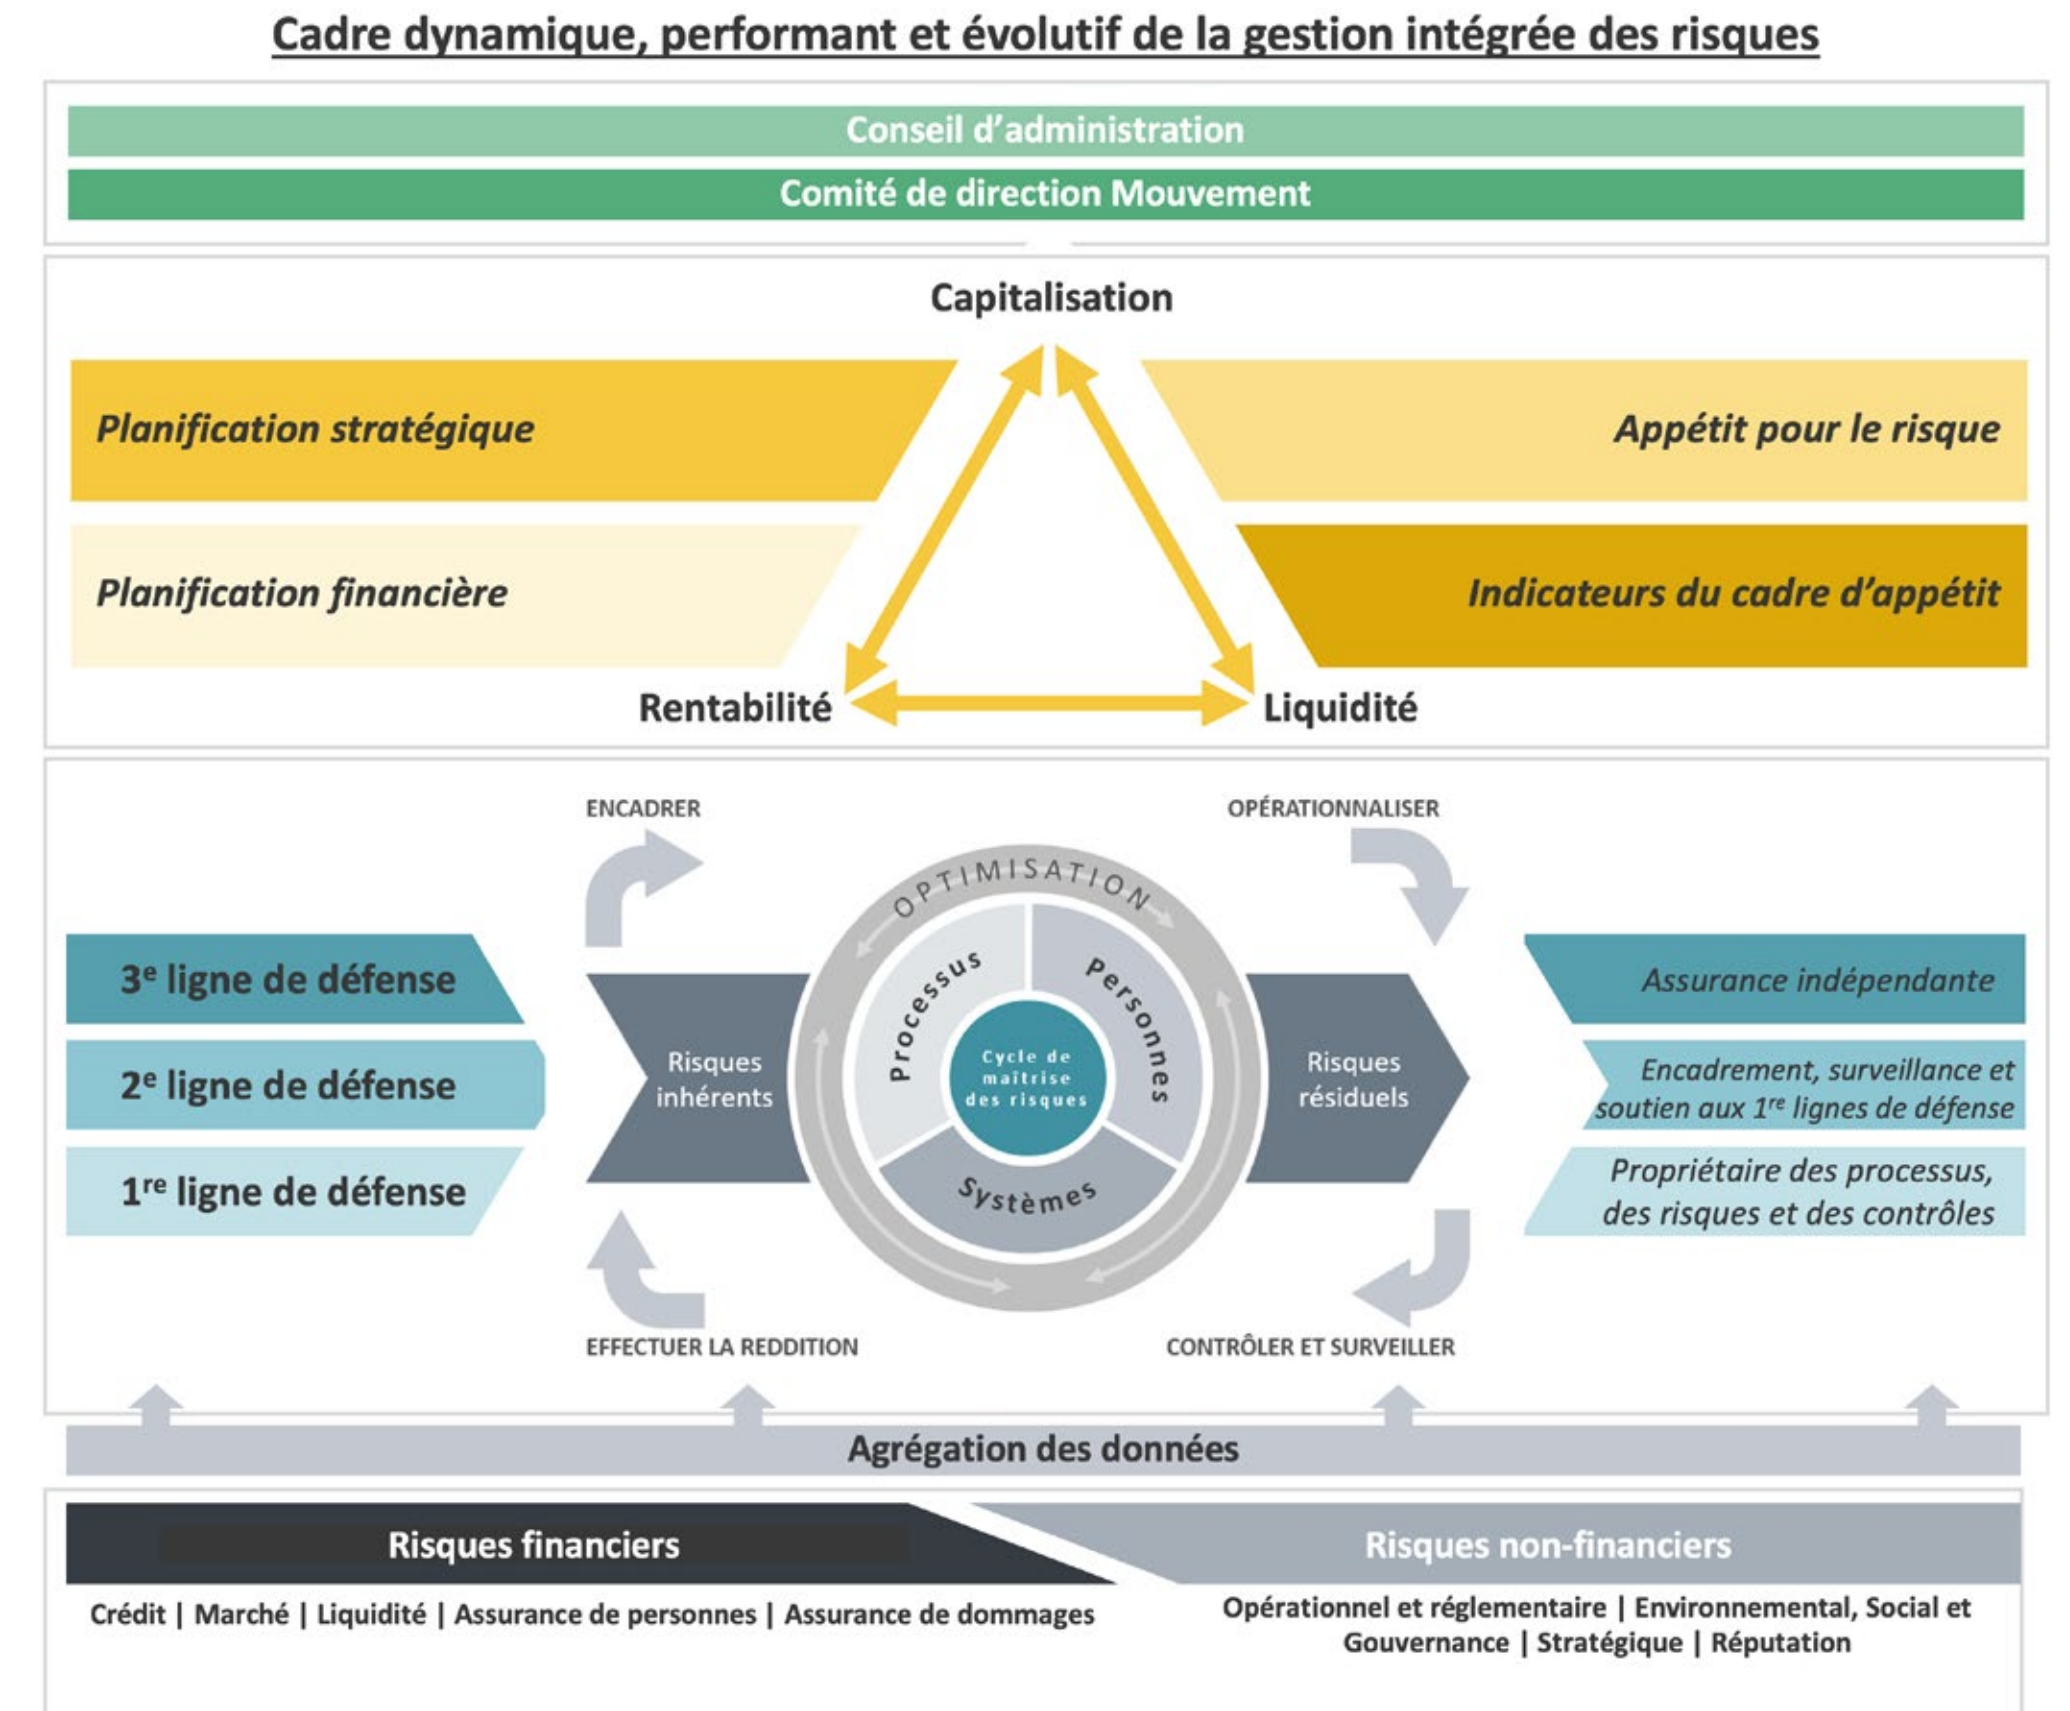 Cadre dynamique, performant et évolutif de la gestion intégrée des risques
Conseil d’administration
Comité de direction Mouvement
Capitalisation
Planification stratégique
Appétit pour le risque
Planification financière
Indicateurs du cadre d’appétit
Rentabilité
Liquidité
ENCADRER
OPÉRATIONNALISER
OPTIMISATION
3e ligne de défense
2e ligne de défense
1re ligne de défense
Risques
inhérents
Processus
Personnes
Systèmes
Cycle de
maîtrise
des risques
Risques
résiduels
Assurance indépendante
Encadrement, surveillance et
soutien aux 1re lignes de défense
Propriétaire des processus,
des risques et des contrôles
EFFECTUER LA REDDITION
CONTRÔLER ET SURVEILLER
Agrégation des données
Risques financiers
Risques non-financiers
Crédit | Marché | Liquidité | Assurance de personnes | Assurance de dommages
Opérationnel et réglementaire | Environnemental, Social et
Gouvernance | Stratégique | Réputation